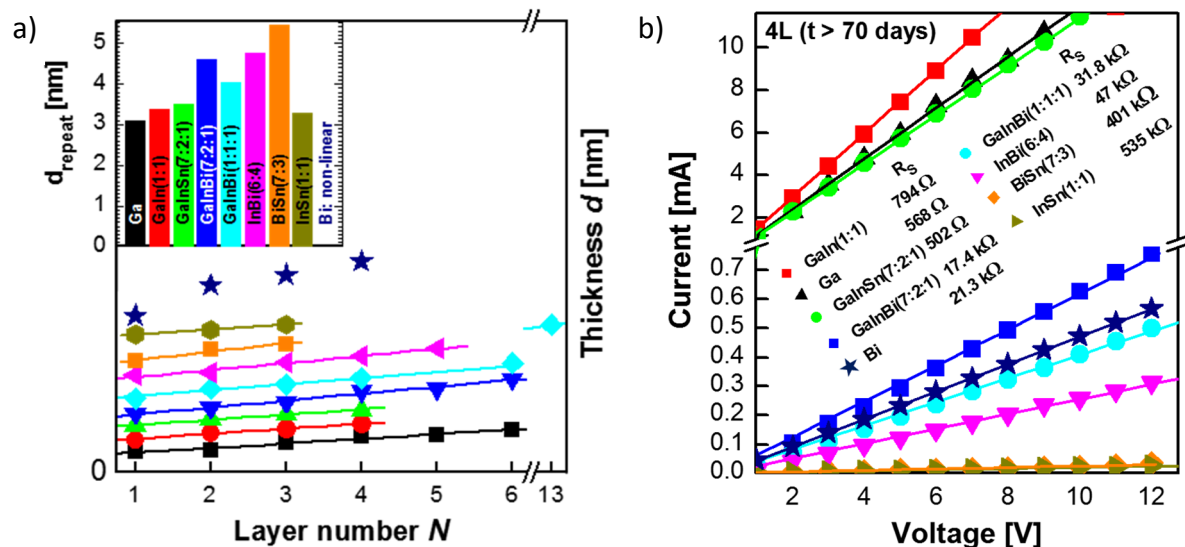 a)
d_repeat [nm]
5
4
3
2
1
0
Ga
GaIn(1:1)
GaInSn(7:2:1)
GaInBi(7:2:1)
GaInBi(1:1:1)
InBi(6:4)
BiSn(7:3)
InSn(1:1)
Bi: non-linear
0
Thickness d [nm]
1 2 3 4 5 6 13
Layer number N
b)
4L (t > 70 days)
Current [mA]
10
8
6
4
2
0.7
0.6
0.5
0.4
0.3
0.2
0.1
0.0
R_S
GaInBi(1:1:1) 31.8 kΩ
InBi(6:4) 47 kΩ
BiSn(7:3) 401 kΩ
InSn(1:1) 535 kΩ
R_S
GaIn(1:1) 794 Ω
Ga 568 Ω
GaInSn(7:2:1) 502 Ω
GaInBi(7:2:1) 17.4 kΩ
Bi 21.3 kΩ
2 4 6 8 10 12
Voltage [V]